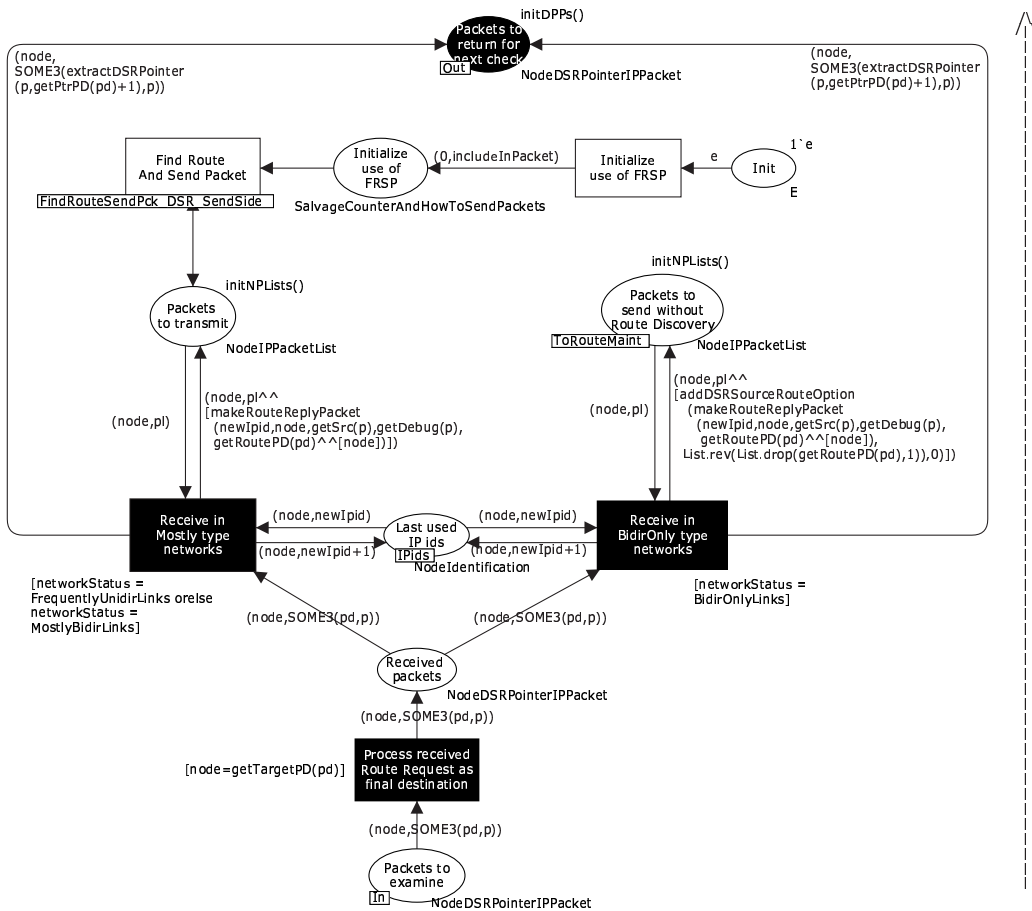 initDPPs()
Packets to
return for
next check
Out
NodeDSRPointerIPPacket
(node,
SOME3(extractDSRPointer
(p,getPtrPD(pd)+1),p))
(node,
SOME3(extractDSRPointer
(p,getPtrPD(pd)+1),p))
Find Route
And Send Packet
FindRouteSendPck_DSR_SendSide
Initialize
use of
FRSP
SalvageCounterAndHowToSendPackets
(0,includeInPacket)
Initialize
use of FRSP
e
Init
1`e
E
initNPLists()
Packets
to transmit
NodeIPPacketList
initNPLists()
Packets to
send without
Route Discovery
ToRouteMaint
NodeIPPacketList
(node,pl)
(node,pl^^
[makeRouteReplyPacket
(newIpid,node,getSrc(p),getDebug(p),
getRoutePD(pd)^^[node])])
(node,pl)
(node,pl^^
[addDSRSourceRouteOption
(makeRouteReplyPacket
(newIpid,node,getSrc(p),getDebug(p),
getRoutePD(pd)^^[node]),
List.rev(List.drop(getRoutePD(pd),1)),0)])
Receive in
Mostly type
networks
(node,newIpid)
(node,newIpid+1)
Last used
IP ids
IPids
NodeIdentification
(node,newIpid)
(node,newIpid+1)
Receive in
BidirOnly type
networks
[networkStatus =
FrequentlyUnidirLinks orelse
networkStatus =
MostlyBidirLinks]
[networkStatus =
BidirOnlyLinks]
(node,SOME3(pd,p))
(node,SOME3(pd,p))
Received
packets
NodeDSRPointerIPPacket
(node,SOME3(pd,p))
[node=getTargetPD(pd)]
Process received
Route Request as
final destination
(node,SOME3(pd,p))
Packets to
examine
In
NodeDSRPointerIPPacket